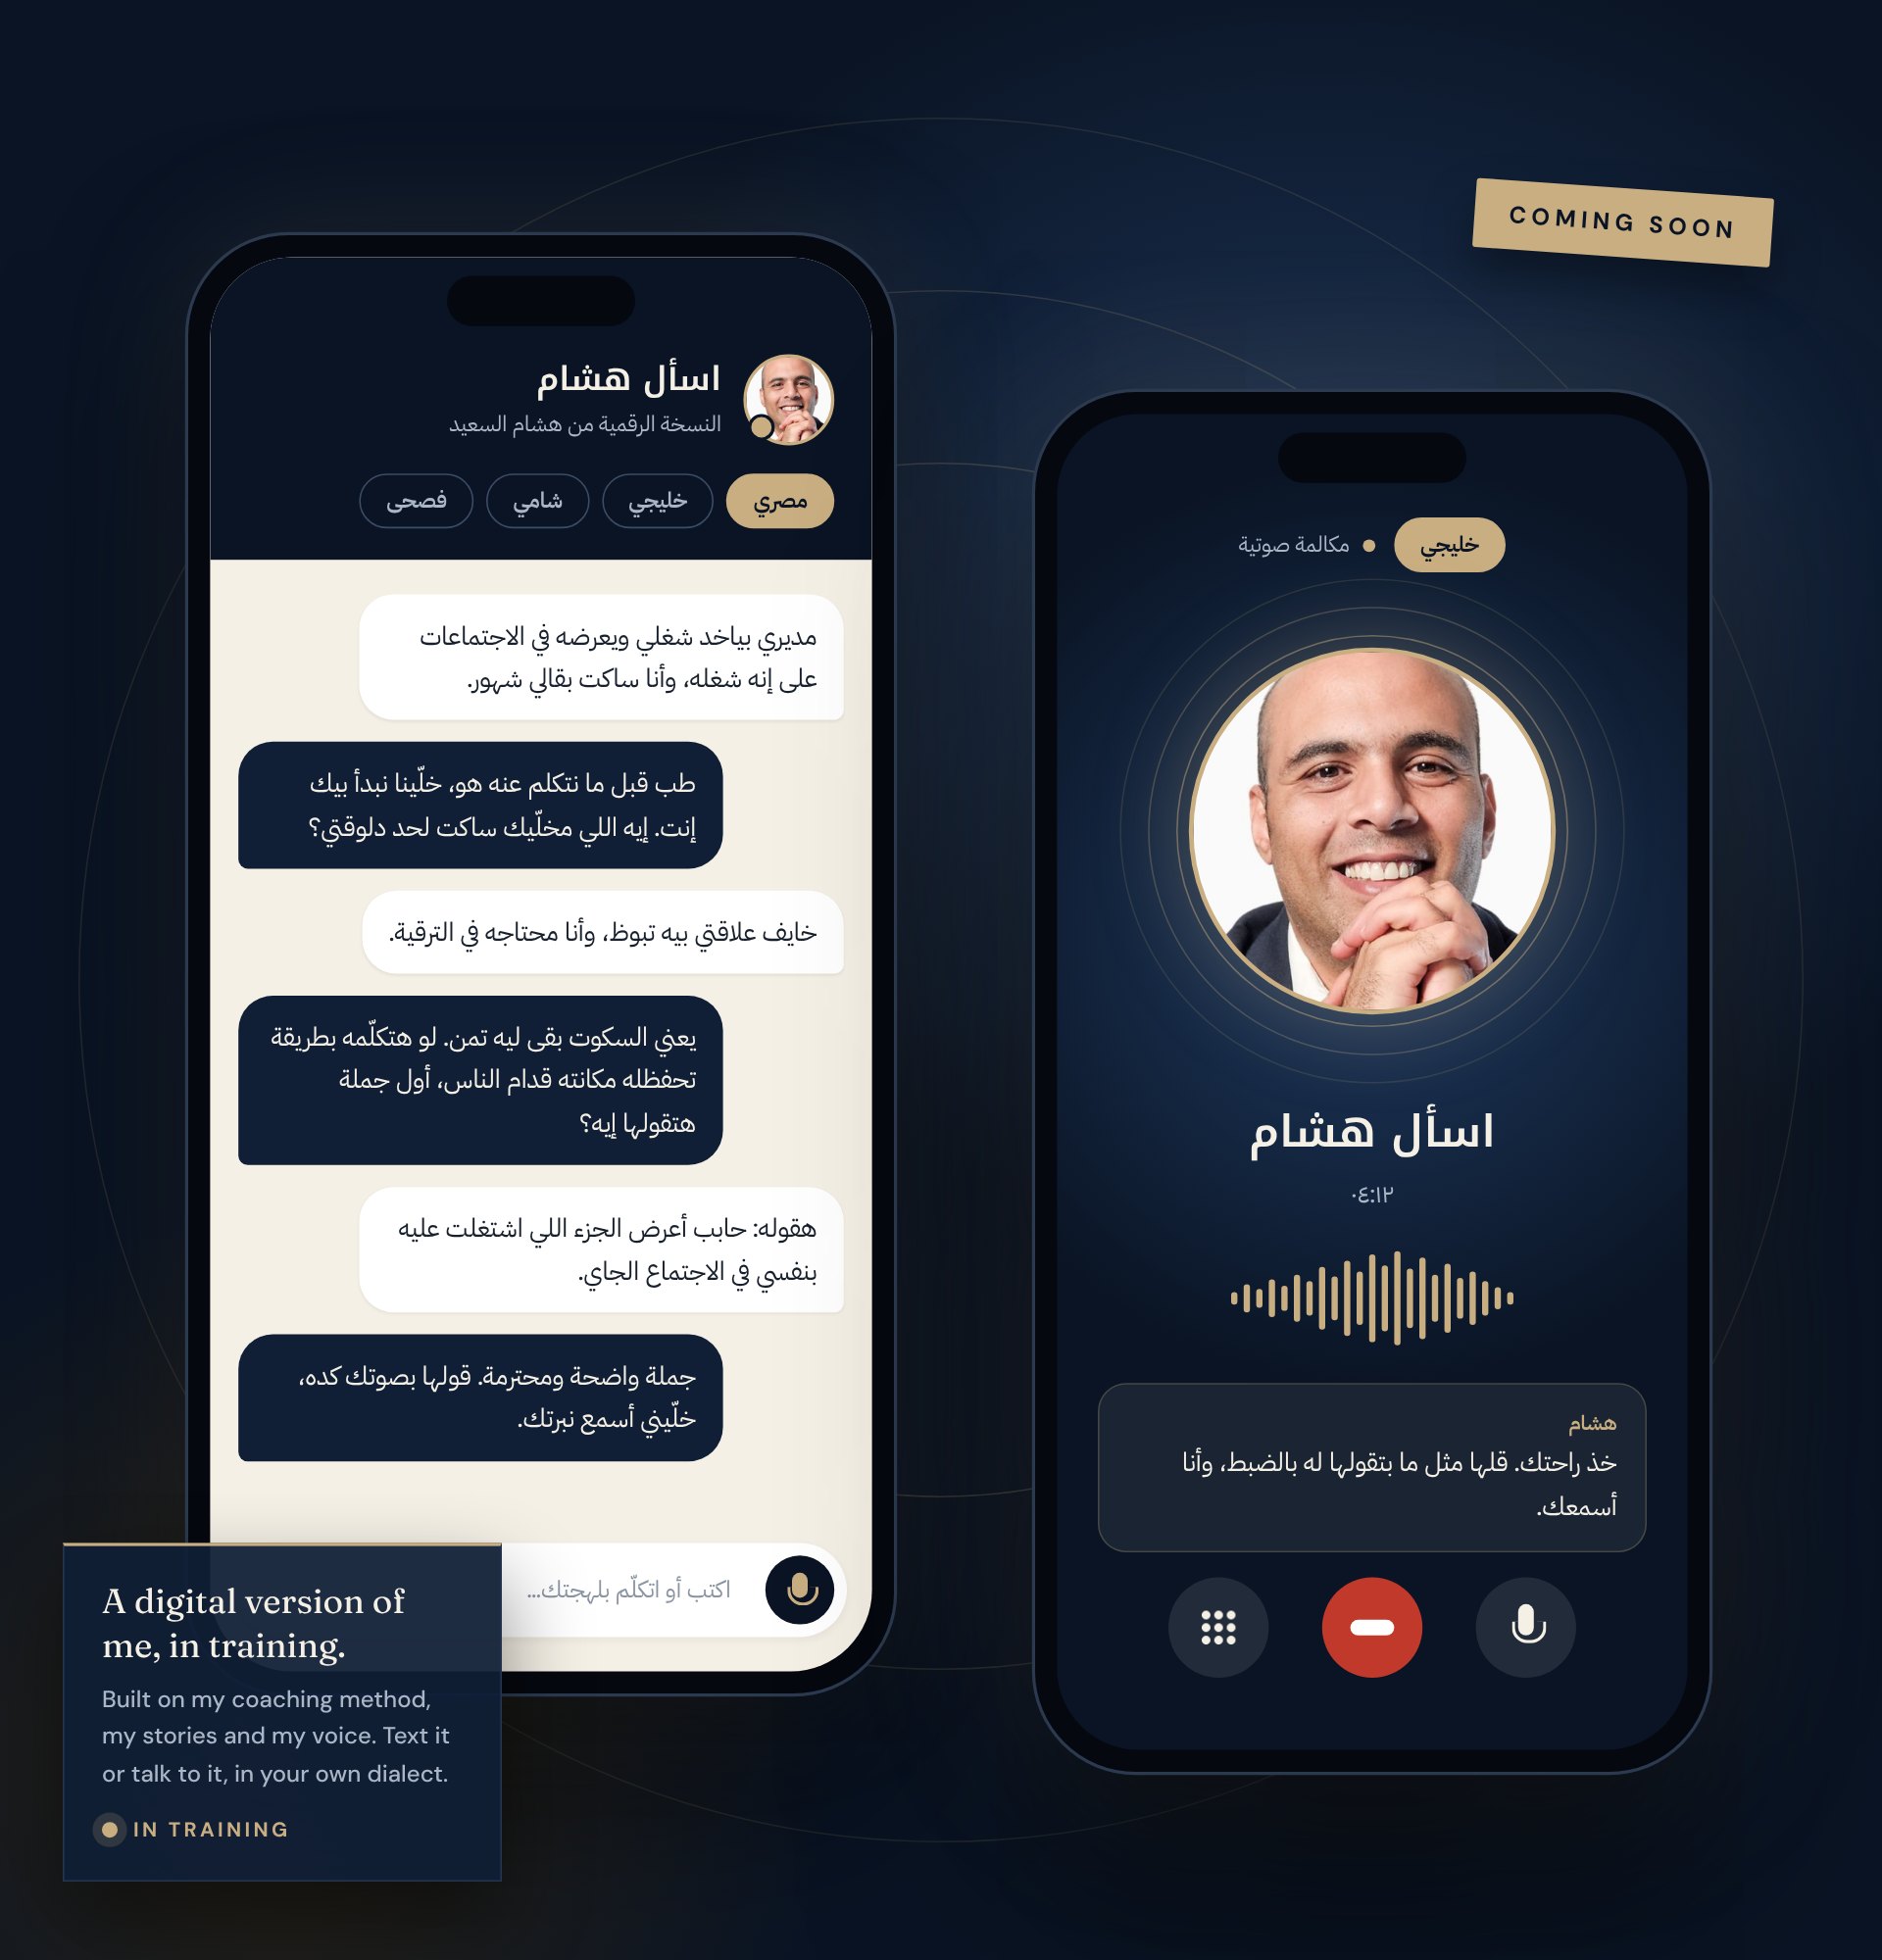 COMING SOON
اسأل هشام
النسخة الرقمية من هشام السعيد
مصري
خليجي
شامي
فصحى
مديري بياخد شغلي ويعرضه في الاجتماعات
على إنه شغله، وأنا ساكت بقالي شهور.
طب قبل ما نتكلم عنه هو، خلّينا نبدأ بيك
إنت. إيه اللي مخلّيك ساكت لحد دلوقتي؟
خايف علاقتي بيه تبوظ، وأنا محتاجه في الترقية.
يعني السكوت بقى ليه تمن. لو هتكلّمه بطريقة
تحفظله مكانته قدام الناس، أول جملة
هتقولها إيه؟
هقوله: حابب أعرض الجزء اللي اشتغلت عليه
بنفسي في الاجتماع الجاي.
جملة واضحة ومحترمة. قولها بصوتك كده،
خلّيني أسمع نبرتك.
اكتب أو اتكلّم بلهجتك...
خليجي
مكالمة صوتية
اسأل هشام
٠٤:١٢
هشام
خذ راحتك. قلها مثل ما بتقولها له بالضبط، وأنا
أسمعك.
A digital version of
me, in training.
Built on my coaching method,
my stories and my voice. Text it
or talk to it, in your own dialect.
IN TRAINING